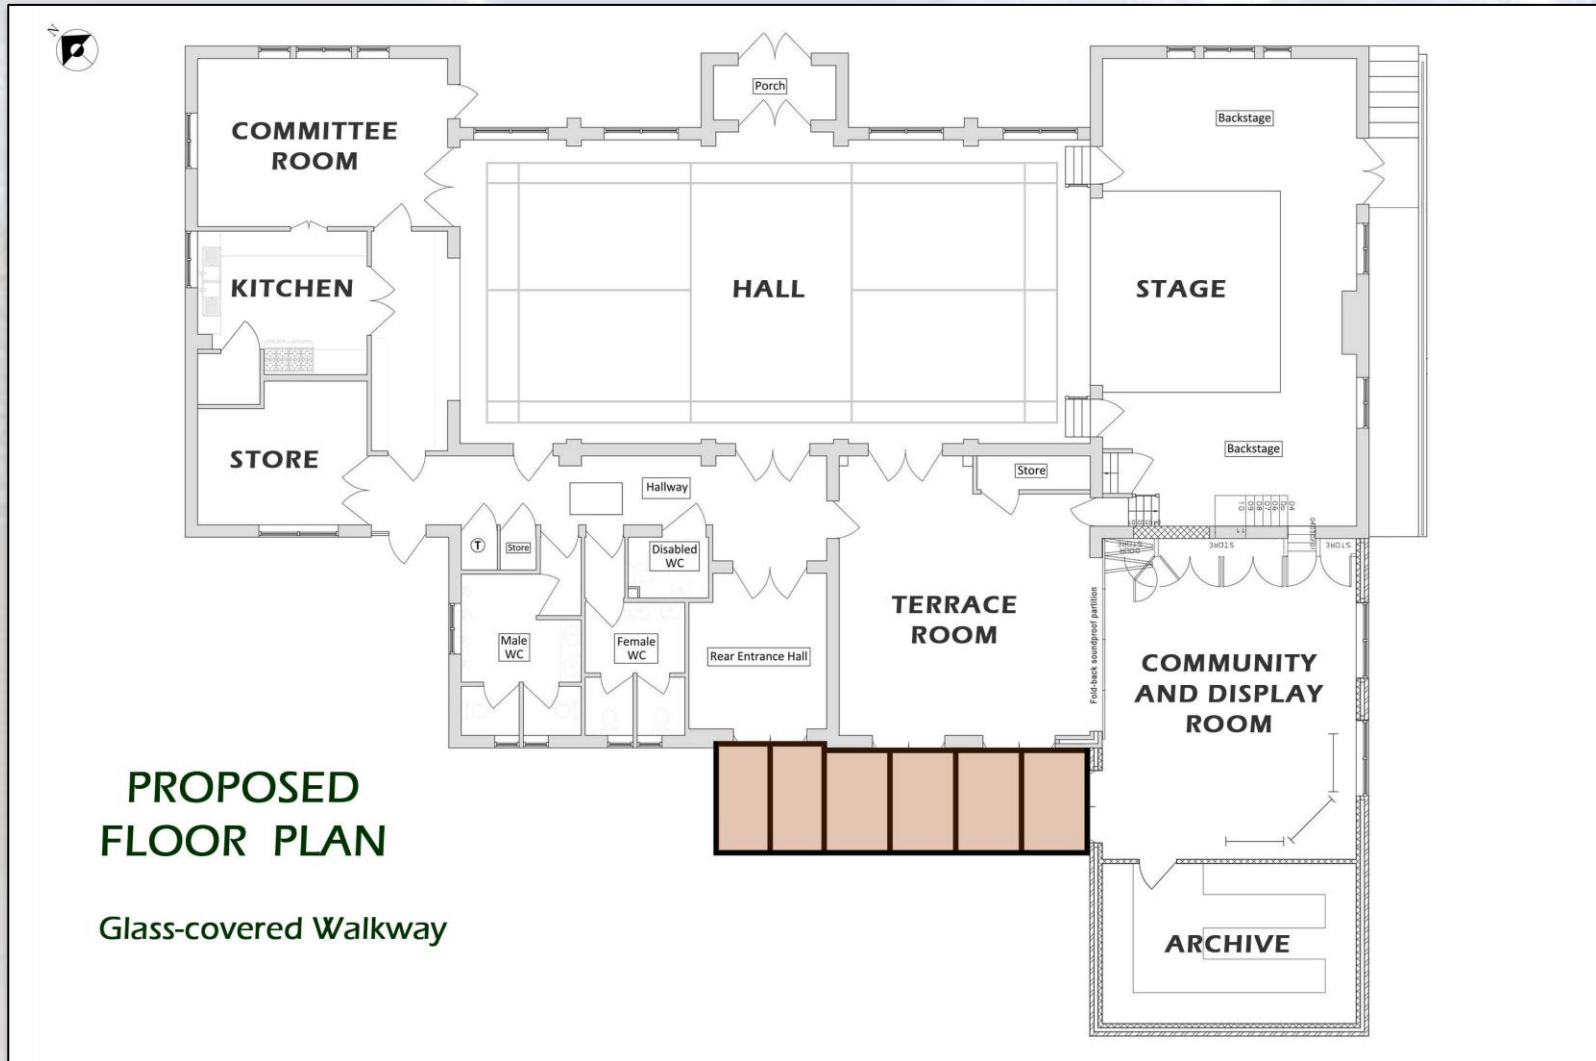 N
Porch
COMMITTEE
ROOM
Backstage
KITCHEN
HALL
STAGE
STORE
Backstage
Store
Hallway
T
Store
Disabled
WC
STORE
STORE
TERRACE
ROOM
Male
WC
Female
WC
Rear Entrance Hall
Fold-back soundproof partition
COMMUNITY
AND DISPLAY
ROOM
PROPOSED
FLOOR PLAN
Glass-covered Walkway
ARCHIVE